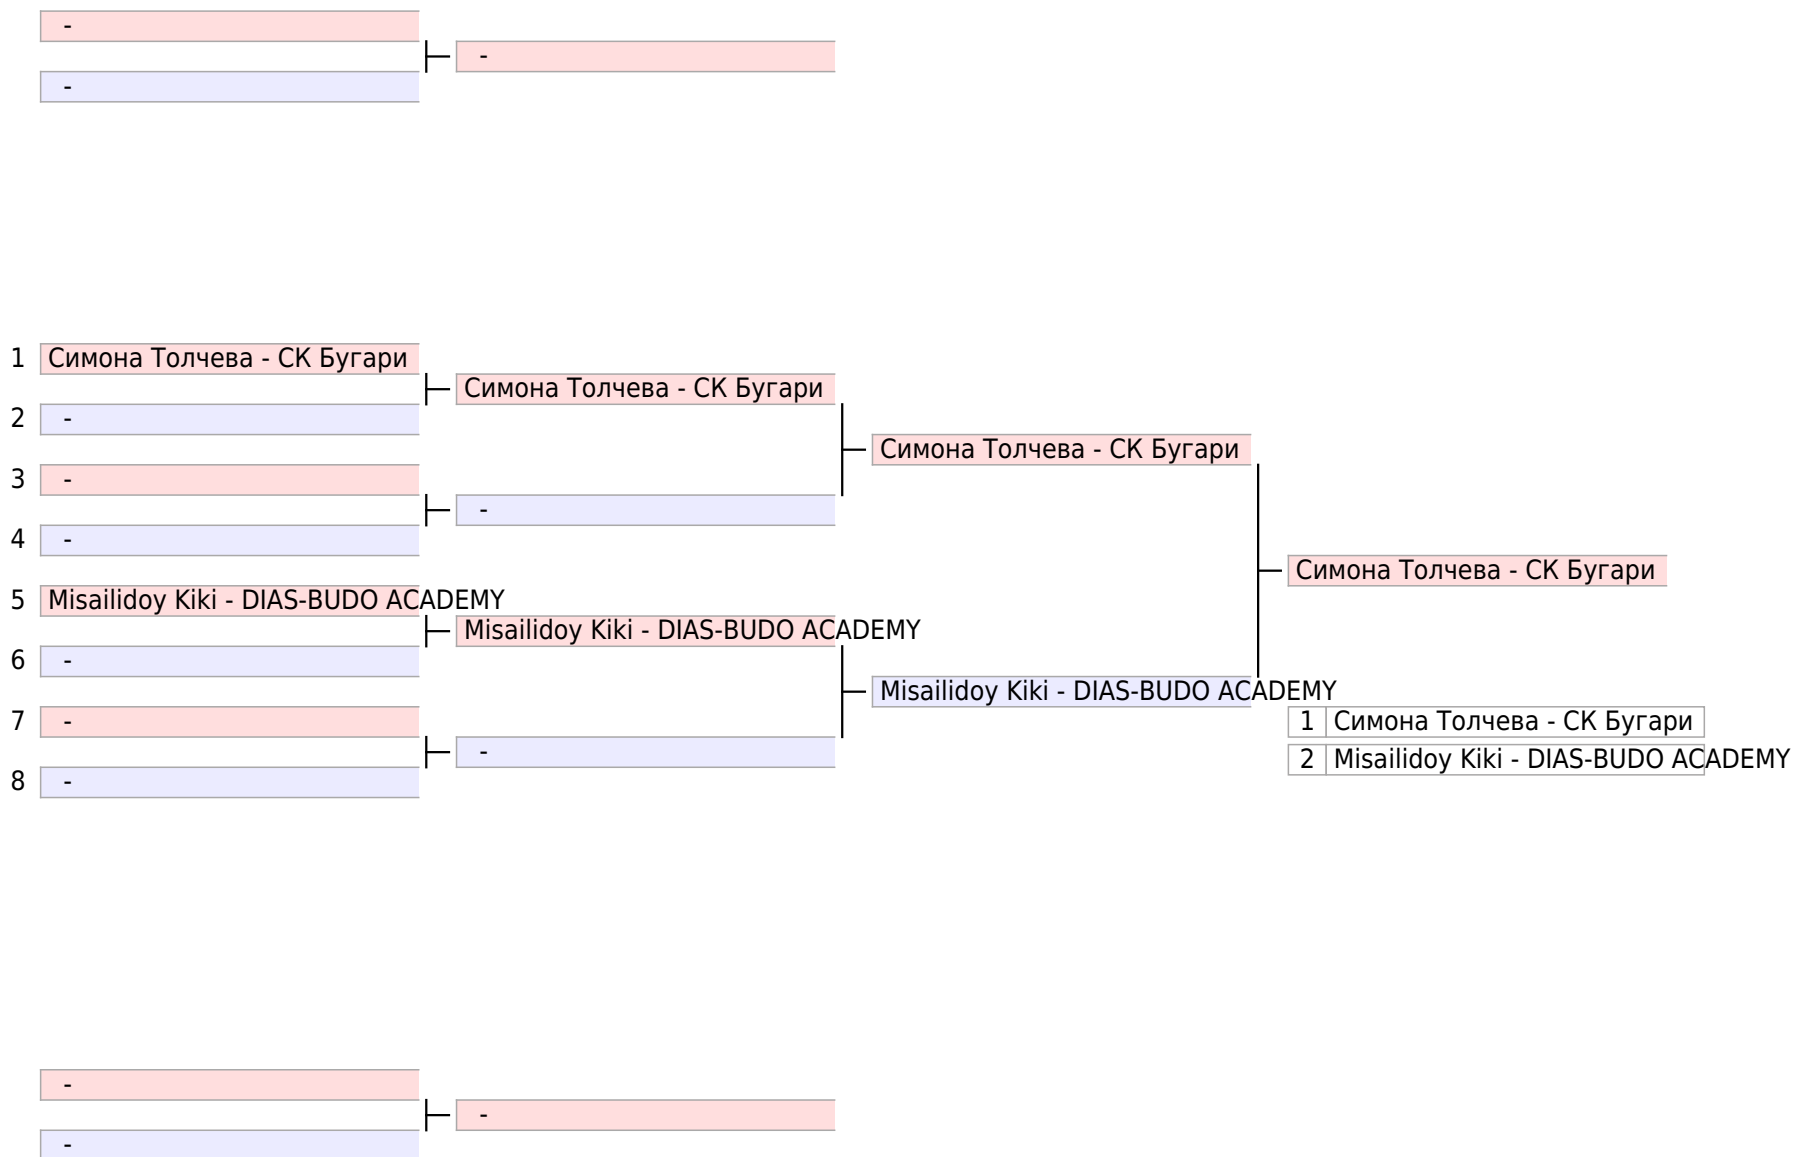 -
-
-
1 Симона Толчева - СК Бугари
Симона Толчева - СК Бугари
2 -
Симона Толчева - СК Бугари
3 -
-
4 -
Симона Толчева - СК Бугари
5 Misailidoy Kiki - DIAS-BUDO ACADEMY
Misailidoy Kiki - DIAS-BUDO ACADEMY
6 -
Misailidoy Kiki - DIAS-BUDO ACADEMY
7 -
1 Симона Толчева - СК Бугари
-
2 Misailidoy Kiki - DIAS-BUDO ACADEMY
8 -
-
-
-